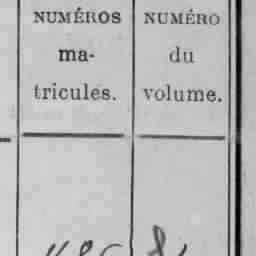 NUMÉROS
ma-
tricules.
NUMÉRO
du
volume.